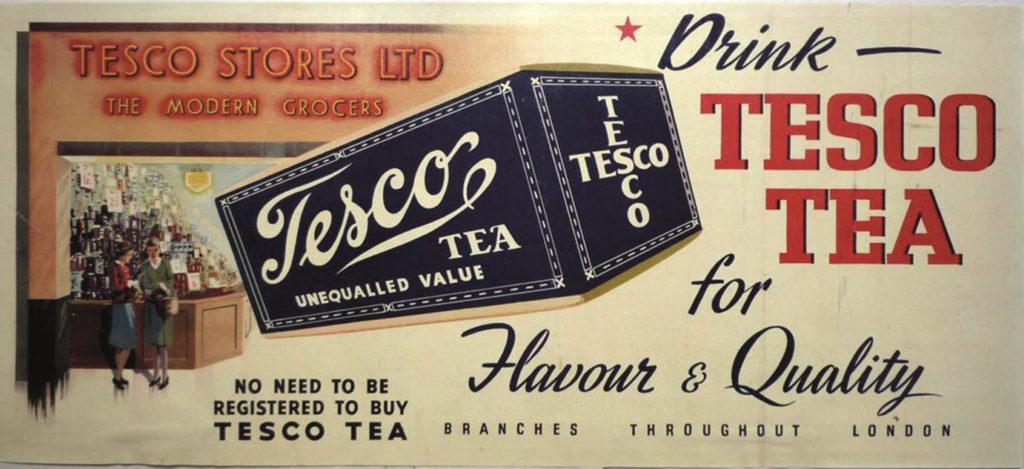 TESCO STORES LTD
THE MODERN GROCERS
Tesco
TEA
UNEQUALLED VALUE
TESCO
TESCO
Drink —
TESCO
TEA
for
Flavour & Quality
NO NEED TO BE
REGISTERED TO BUY
TESCO TEA
BRANCHES THROUGHOUT LONDON